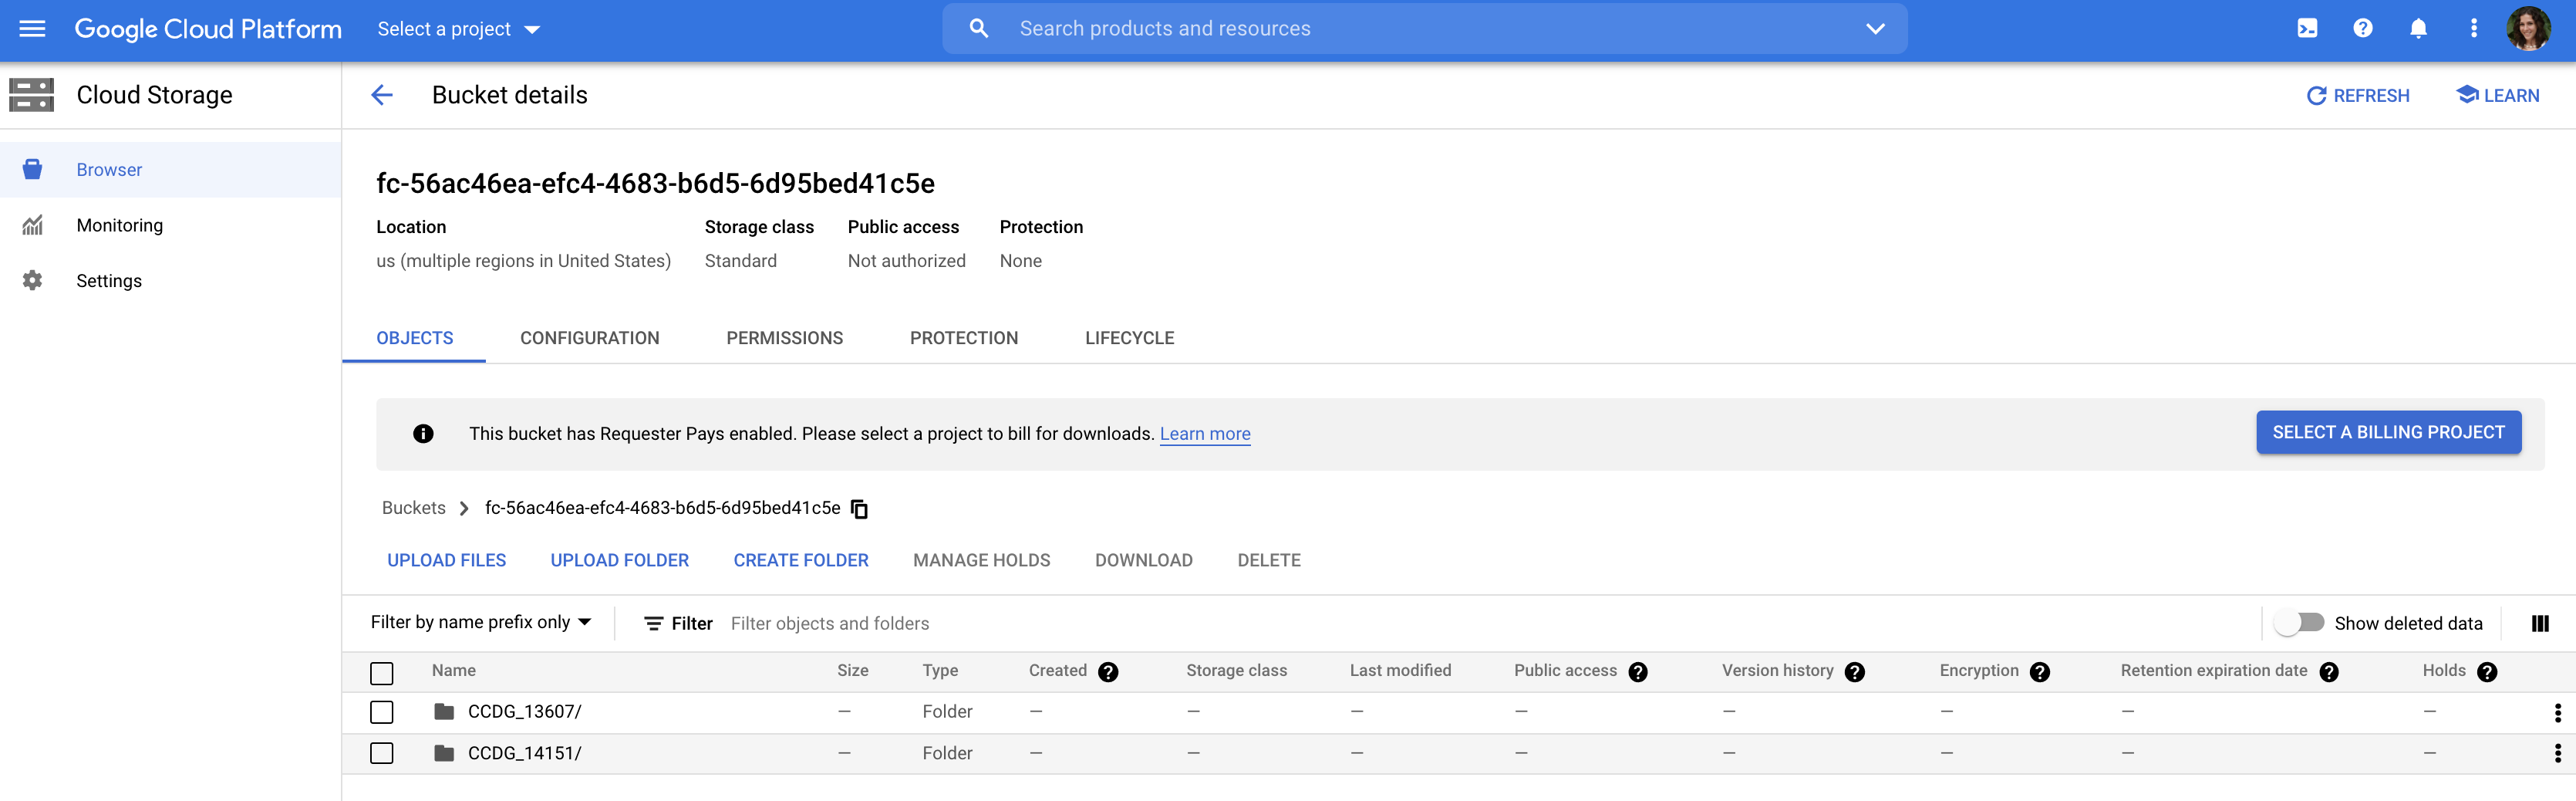 Google Cloud Platform
Select a project
Search products and resources
Cloud Storage
Bucket details
REFRESH
LEARN
Browser
Monitoring
Settings
fc-56ac46ea-efc4-4683-b6d5-6d95bed41c5e
Location Storage class Public access Protection
us (multiple regions in United States) Standard Not authorized None
OBJECTS CONFIGURATION PERMISSIONS PROTECTION LIFECYCLE
This bucket has Requester Pays enabled. Please select a project to bill for downloads. Learn more
SELECT A BILLING PROJECT
Buckets > fc-56ac46ea-efc4-4683-b6d5-6d95bed41c5e
UPLOAD FILES UPLOAD FOLDER CREATE FOLDER MANAGE HOLDS DOWNLOAD DELETE
Filter by name prefix only Filter Filter objects and folders Show deleted data
Name Size Type Created Storage class Last modified Public access Version history Encryption Retention expiration date Holds
CCDG_13607/ — Folder — — — — — — — —
CCDG_14151/ — Folder — — — — — — — —